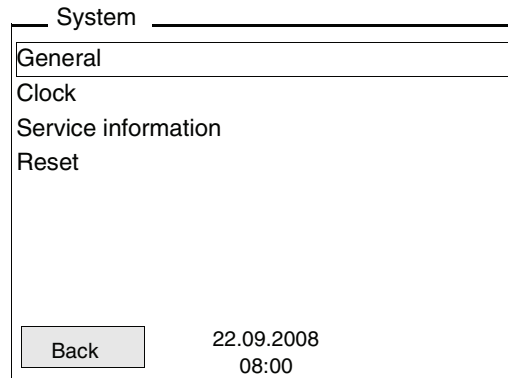 System
General
Clock
Service information
Reset
Back
22.09.2008
08:00